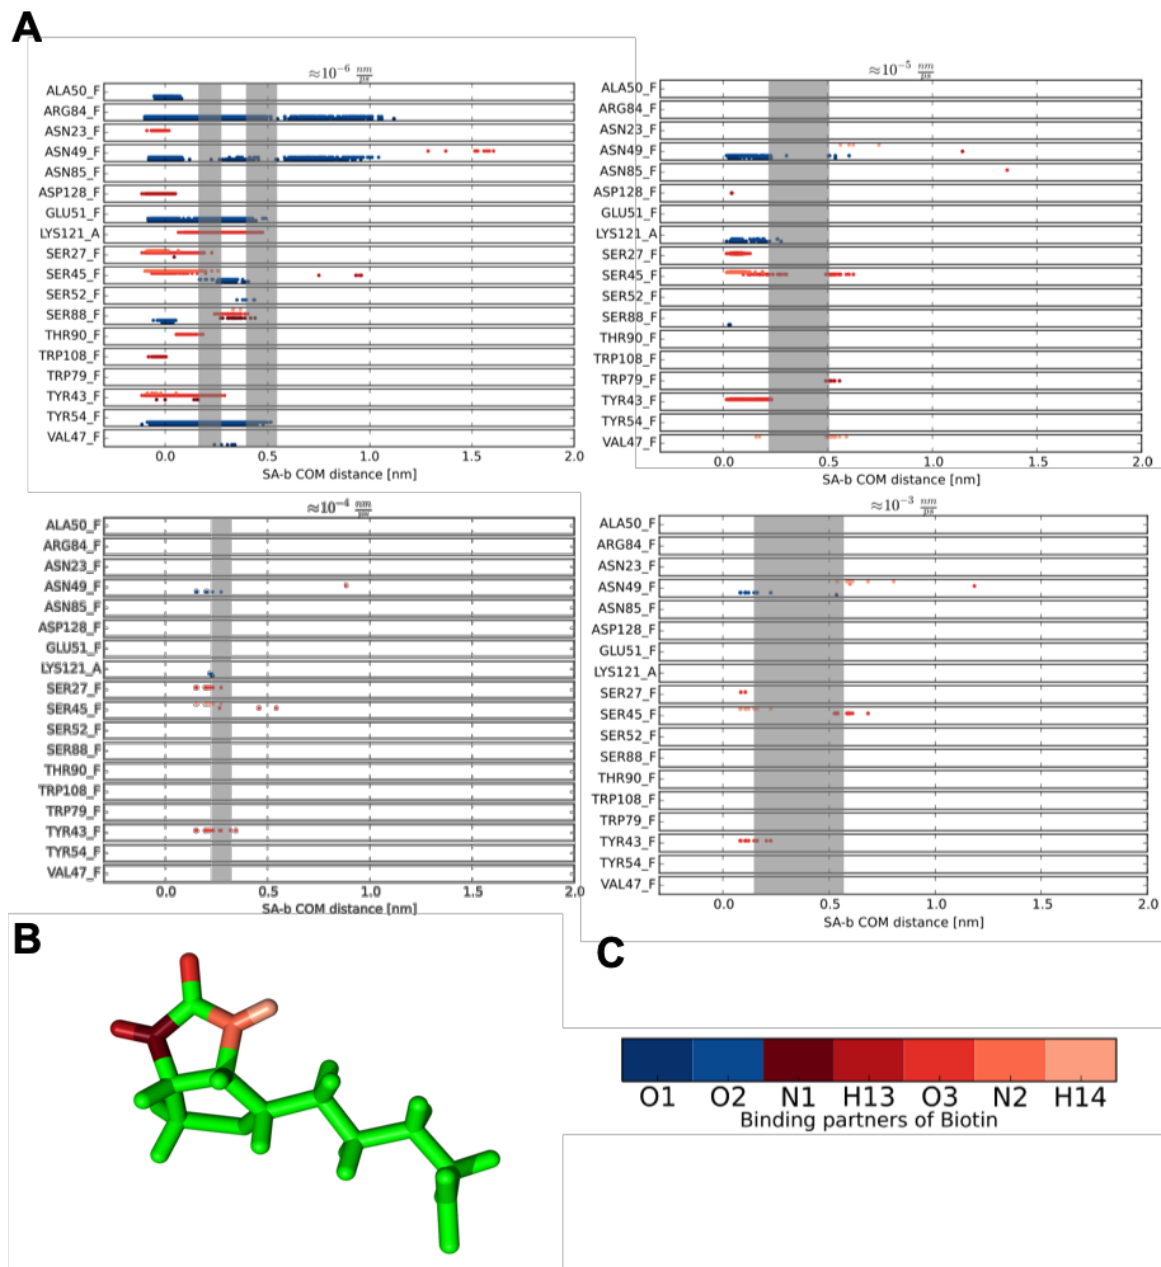 A
≈10⁻⁶ nm/ps
ALA50_F
ARG84_F
ASN23_F
ASN49_F
ASN85_F
ASP128_F
GLU51_F
LYS121_A
SER27_F
SER45_F
SER52_F
SER88_F
THR90_F
TRP108_F
TRP79_F
TYR43_F
TYR54_F
VAL47_F
0.0 0.5 1.0 1.5 2.0
SA-b COM distance [nm]
≈10⁻⁵ nm/ps
ALA50_F
ARG84_F
ASN23_F
ASN49_F
ASN85_F
ASP128_F
GLU51_F
LYS121_A
SER27_F
SER45_F
SER52_F
SER88_F
THR90_F
TRP108_F
TRP79_F
TYR43_F
TYR54_F
VAL47_F
0.0 0.5 1.0 1.5 2.0
SA-b COM distance [nm]
≈10⁻⁴ nm/ps
ALA50_F
ARG84_F
ASN23_F
ASN49_F
ASN85_F
ASP128_F
GLU51_F
LYS121_A
SER27_F
SER45_F
SER52_F
SER88_F
THR90_F
TRP108_F
TRP79_F
TYR43_F
TYR54_F
VAL47_F
0.0 0.5 1.0 1.5 2.0
SA-b COM distance [nm]
≈10⁻³ nm/ps
ALA50_F
ARG84_F
ASN23_F
ASN49_F
ASN85_F
ASP128_F
GLU51_F
LYS121_A
SER27_F
SER45_F
SER52_F
SER88_F
THR90_F
TRP108_F
TRP79_F
TYR43_F
TYR54_F
VAL47_F
0.0 0.5 1.0 1.5 2.0
SA-b COM distance [nm]
B
C
O1 O2 N1 H13 O3 N2 H14
Binding partners of Biotin